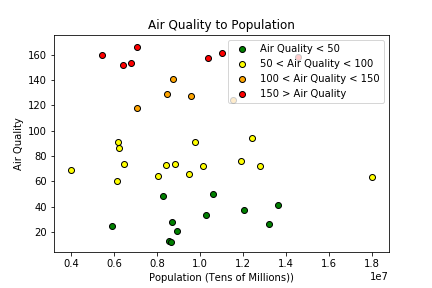 Air Quality to Population
Air Quality < 50
50 < Air Quality < 100
100 < Air Quality < 150
150 > Air Quality
Air Quality
160
140
120
100
80
60
40
20
0.4 0.6 0.8 1.0 1.2 1.4 1.6 1.8
1e7
Population (Tens of Millions))